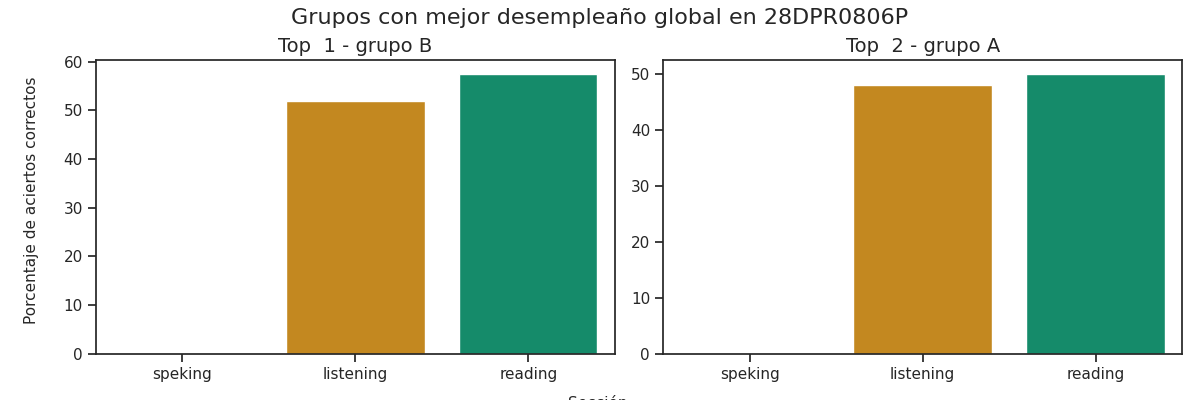 Grupos con mejor desempleaño global en 28DPR0806P
Top 1 - grupo B
Top 2 - grupo A
Porcentaje de aciertos correctos
60
50
40
30
20
10
0
speking
listening
reading
50
40
30
20
10
0
speking
listening
reading
Sección